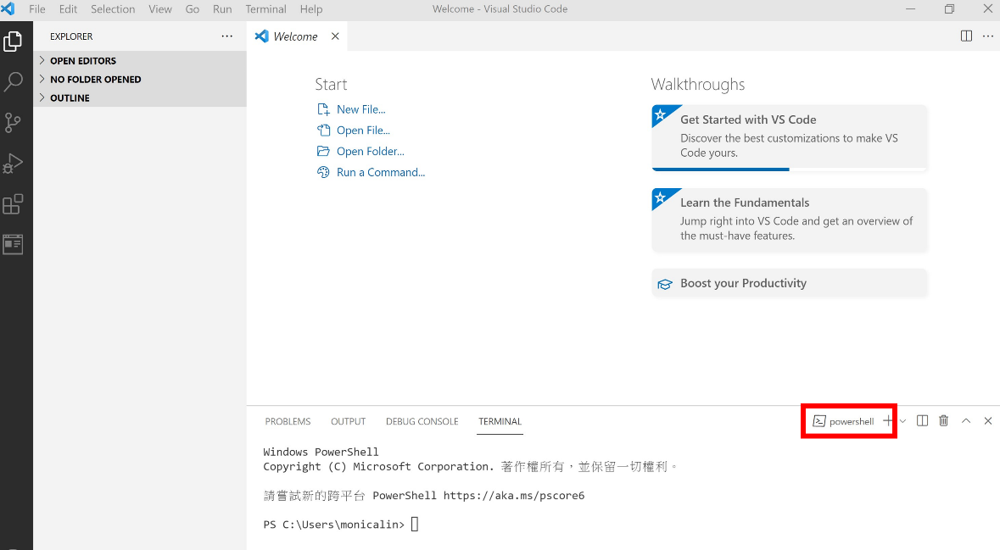 File Edit Selection View Go Run Terminal Help Welcome - Visual Studio Code
EXPLORER
Welcome
OPEN EDITORS
NO FOLDER OPENED
OUTLINE
Start
New File...
Open File...
Open Folder...
Run a Command...
Walkthroughs
Get Started with VS Code
Discover the best customizations to make VS
Code yours.
Learn the Fundamentals
Jump right into VS Code and get an overview of
the must-have features.
Boost your Productivity
PROBLEMS OUTPUT DEBUG CONSOLE TERMINAL powershell
Windows PowerShell
Copyright (C) Microsoft Corporation. 著作權所有，並保留一切權利。
請嘗試新的跨平台 PowerShell https://aka.ms/pscore6
PS C:\Users\monicalin>